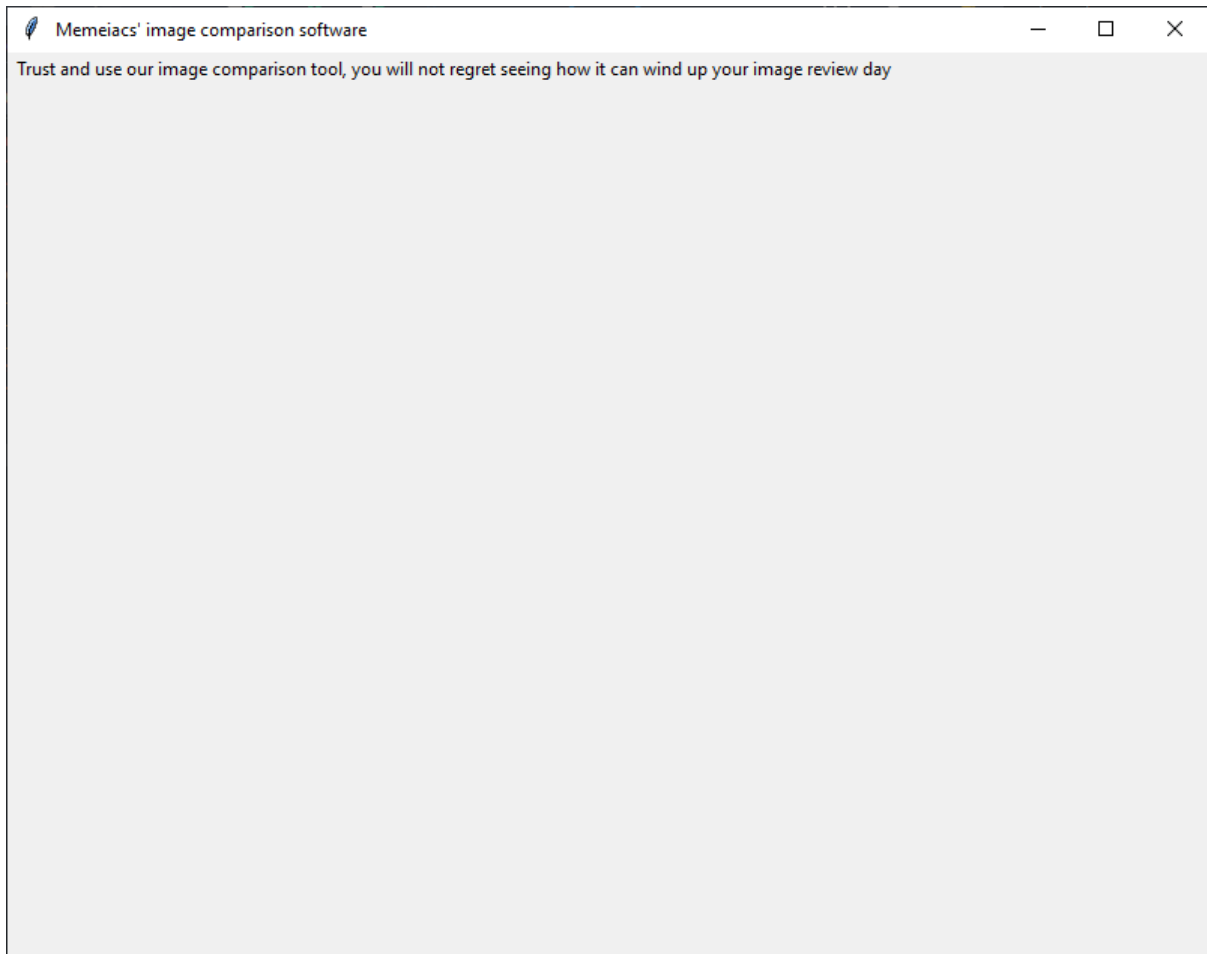 Memeiacs' image comparison software
Trust and use our image comparison tool, you will not regret seeing how it can wind up your image review day